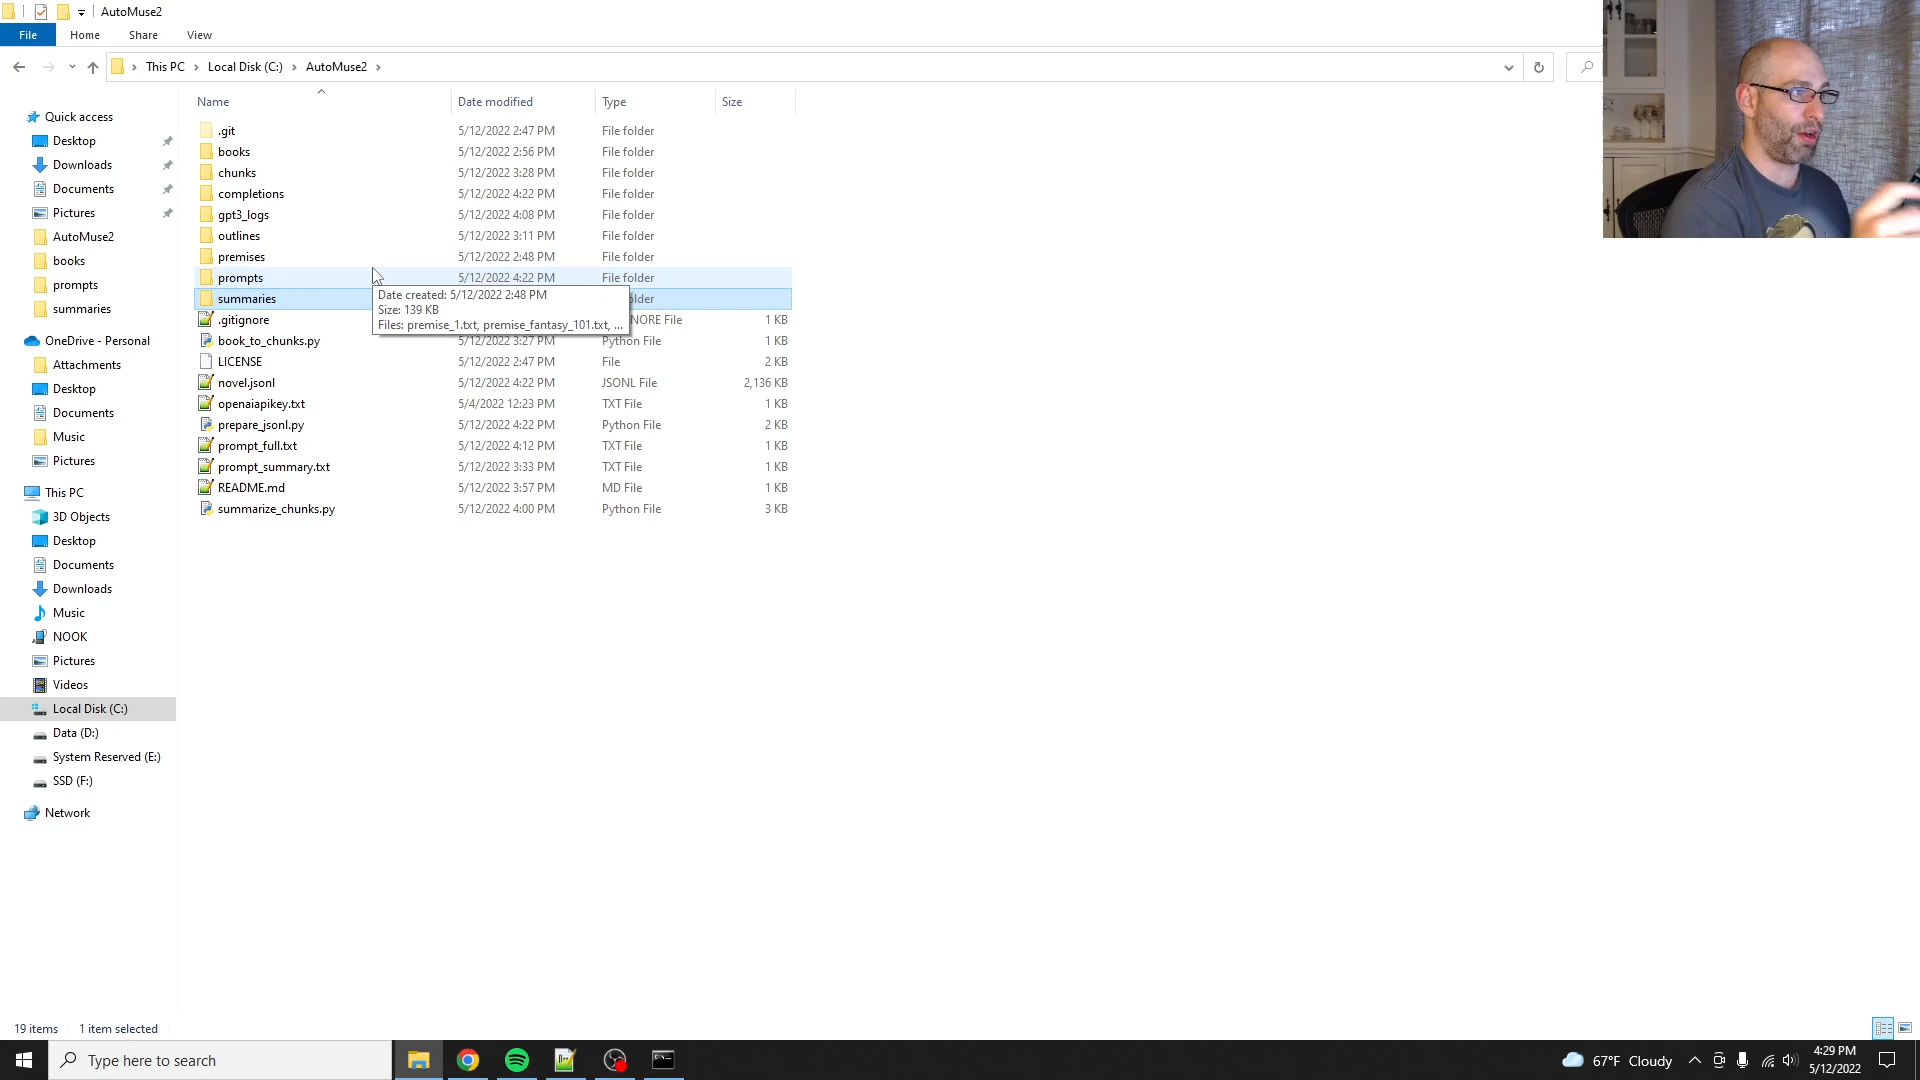 AutoMuse2
File Home Share View
This PC Local Disk (C:) AutoMuse2
Name Date modified Type Size
Quick access
Desktop
Downloads
Documents
Pictures
AutoMuse2
books
prompts
summaries
OneDrive - Personal
Attachments
Desktop
Documents
Music
Pictures
This PC
3D Objects
Desktop
Documents
Downloads
Music
NOOK
Pictures
Videos
Local Disk (C:)
Data (D:)
System Reserved (E:)
SSD (F:)
Network
.git 5/12/2022 2:47 PM File folder
books 5/12/2022 2:56 PM File folder
chunks 5/12/2022 3:28 PM File folder
completions 5/12/2022 4:22 PM File folder
gpt3_logs 5/12/2022 4:08 PM File folder
outlines 5/12/2022 3:11 PM File folder
premises 5/12/2022 2:48 PM File folder
prompts 5/12/2022 4:22 PM File folder
summaries older
Date created: 5/12/2022 2:48 PM
Size: 139 KB
Files: premise_1.txt, premise_fantasy_101.txt, ...
.gitignore NORE File 1 KB
book_to_chunks.py 5/12/2022 3:27 PM Python File 1 KB
LICENSE 5/12/2022 2:47 PM File 2 KB
novel.jsonl 5/12/2022 4:22 PM JSONL File 2,136 KB
openaiapikey.txt 5/4/2022 12:23 PM TXT File 1 KB
prepare_jsonl.py 5/12/2022 4:22 PM Python File 2 KB
prompt_full.txt 5/12/2022 4:12 PM TXT File 1 KB
prompt_summary.txt 5/12/2022 3:33 PM TXT File 1 KB
README.md 5/12/2022 3:57 PM MD File 1 KB
summarize_chunks.py 5/12/2022 4:00 PM Python File 3 KB
19 items 1 item selected
Type here to search
67°F Cloudy
4:29 PM
5/12/2022